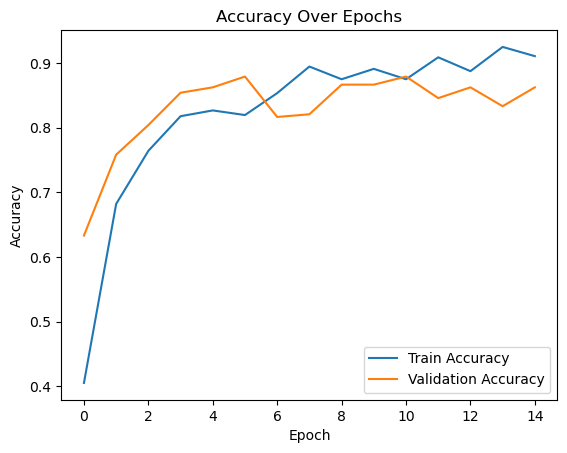 Accuracy Over Epochs
Accuracy
0.9
0.8
0.7
0.6
0.5
0.4
Train Accuracy
Validation Accuracy
0 2 4 6 8 10 12 14
Epoch